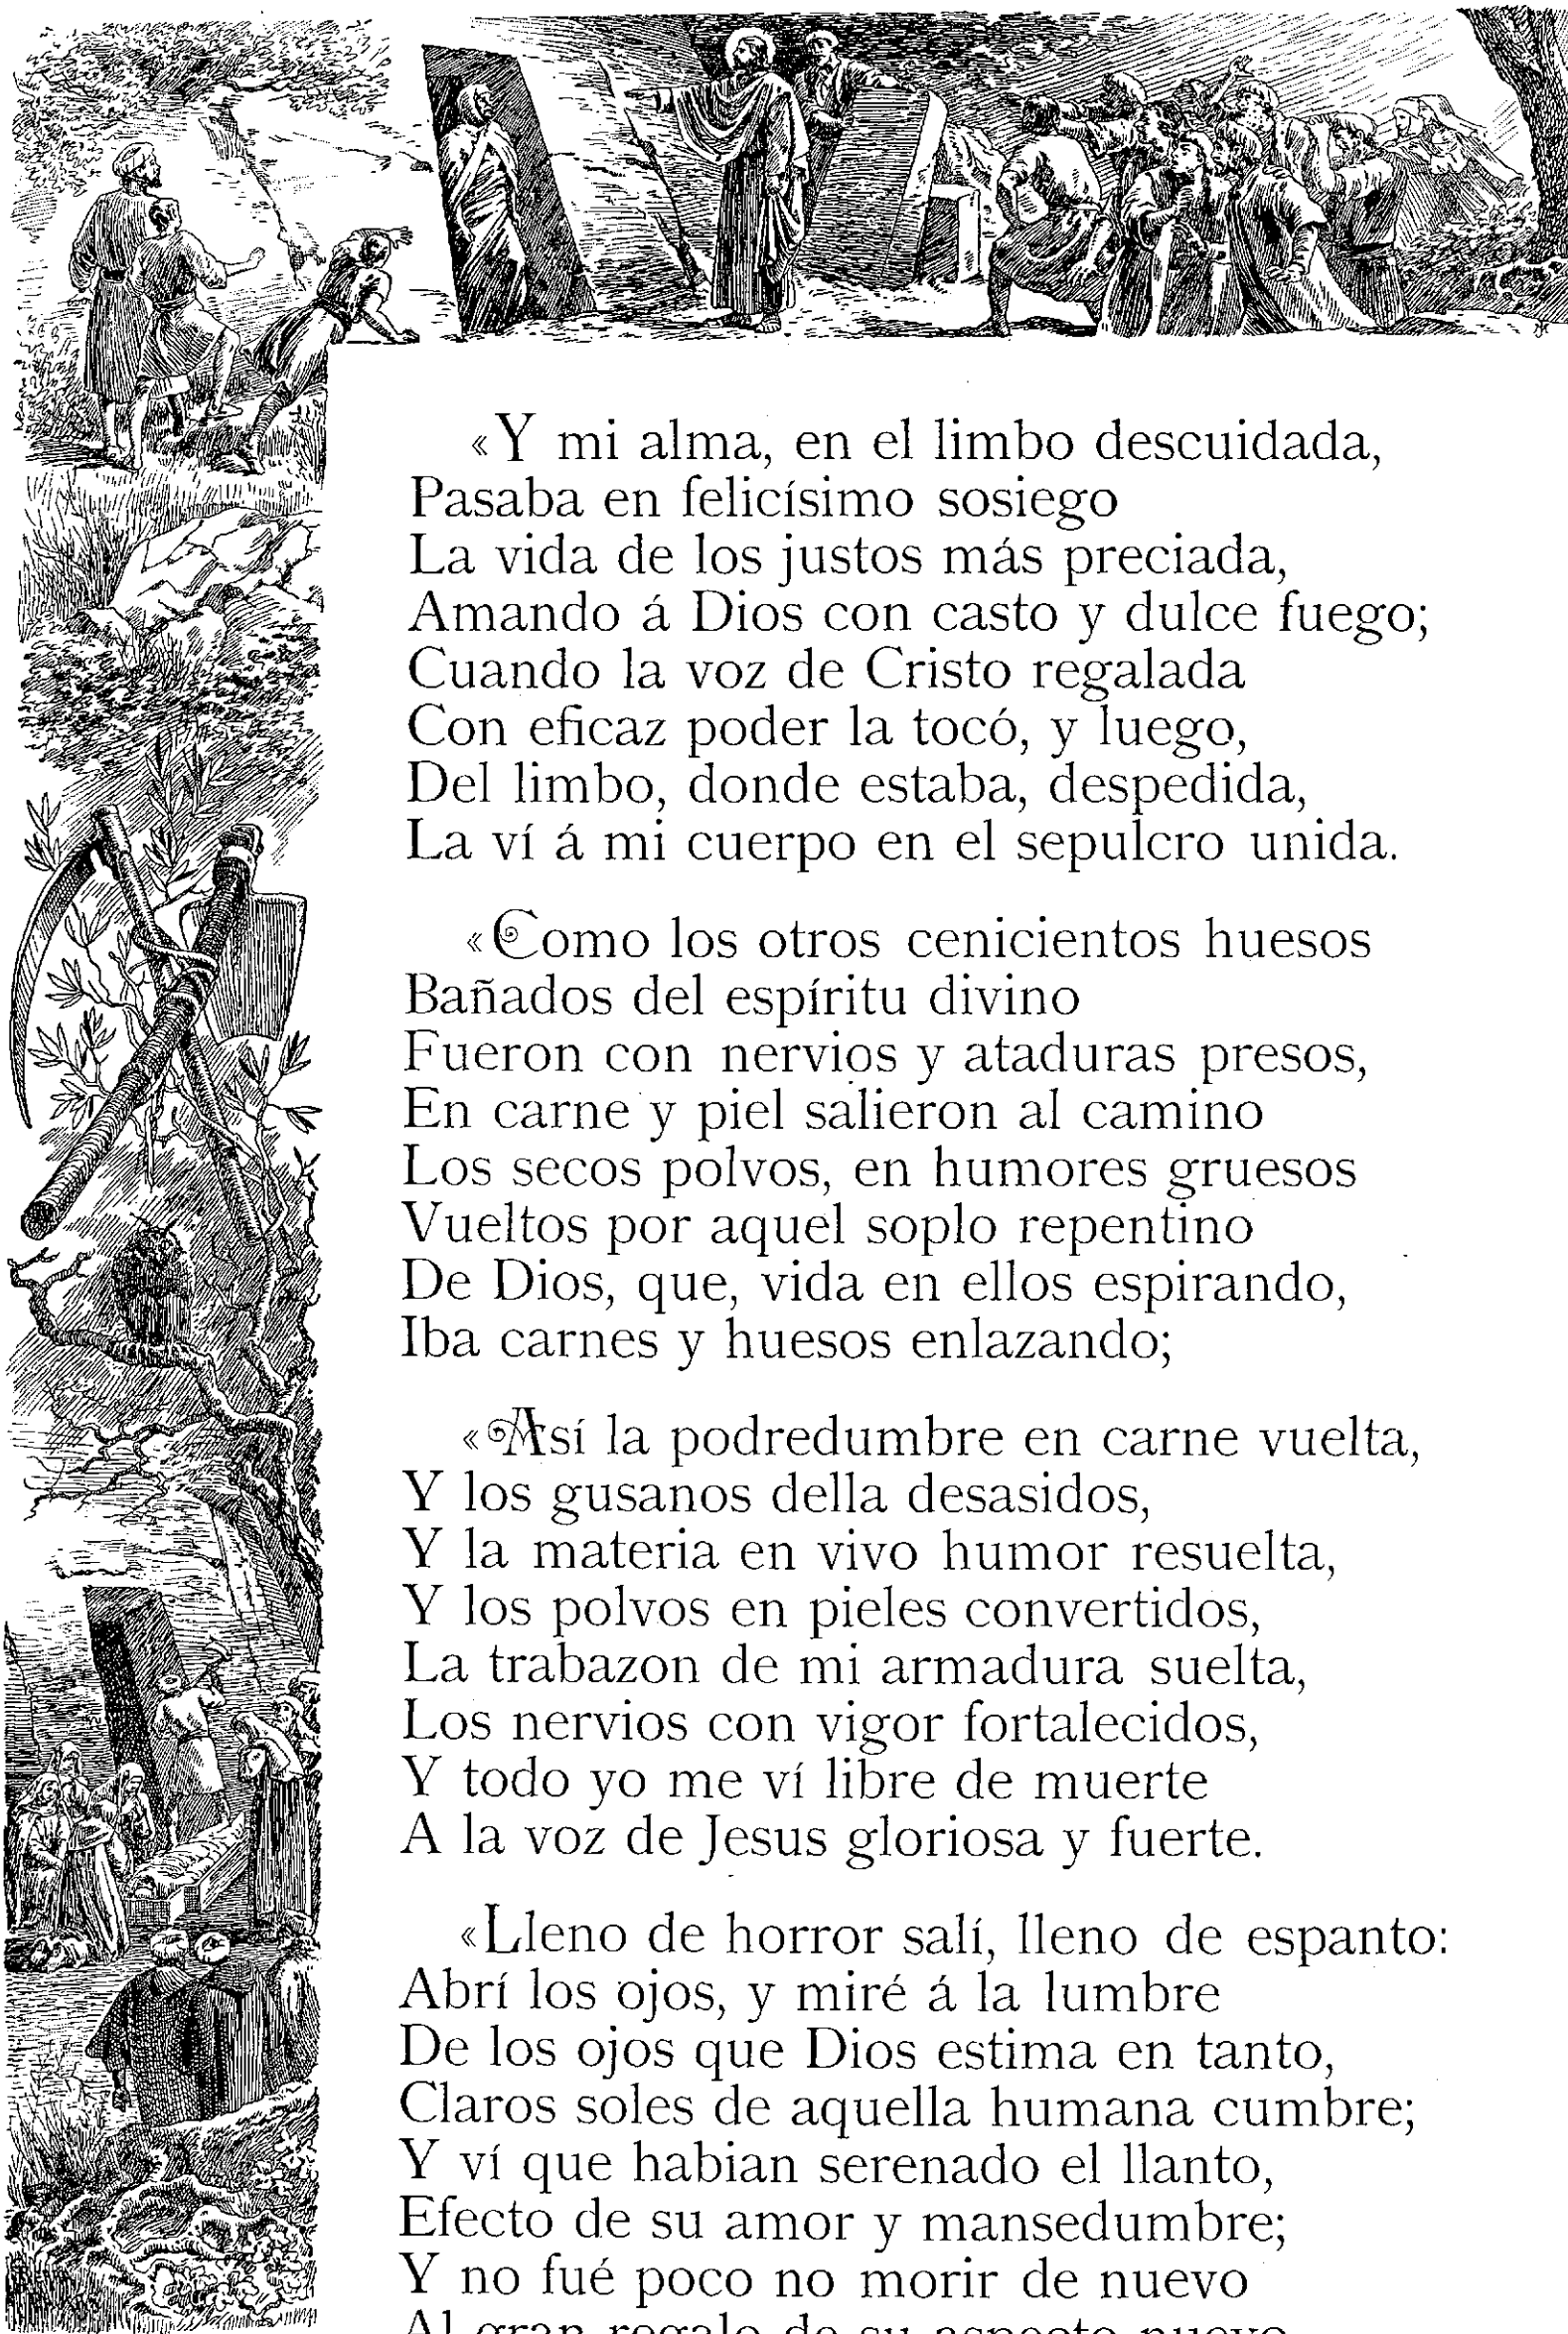 «Y mi alma, en el limbo descuidada,
Pasaba en felicísimo sosiego
La vida de los justos más preciada,
Amando á Dios con casto y dulce fuego;
Cuando la voz de Cristo regalada
Con eficaz poder la tocó, y luego,
Del limbo, donde estaba, despedida,
La ví á mi cuerpo en el sepulcro unida.
«Como los otros cenicientos huesos
Bañados del espíritu divino
Fueron con nervios y ataduras presos,
En carne y piel salieron al camino
Los secos polvos, en humores gruesos
Vueltos por aquel soplo repentino
De Dios, que, vida en ellos espirando,
Iba carnes y huesos enlazando;
«Así la podredumbre en carne vuelta,
Y los gusanos della desasidos,
Y la materia en vivo humor resuelta,
Y los polvos en pieles convertidos,
La trabazon de mi armadura suelta,
Los nervios con vigor fortalecidos,
Y todo yo me ví libre de muerte
A la voz de Jesus gloriosa y fuerte.
«Lleno de horror salí, lleno de espanto:
Abrí los ojos, y miré á la lumbre
De los ojos que Dios estima en tanto,
Claros soles de aquella humana cumbre;
Y ví que habian serenado el llanto,
Efecto de su amor y mansedumbre;
Y no fué poco no morir de nuevo
Al gran regalo de su aspecto nuevo